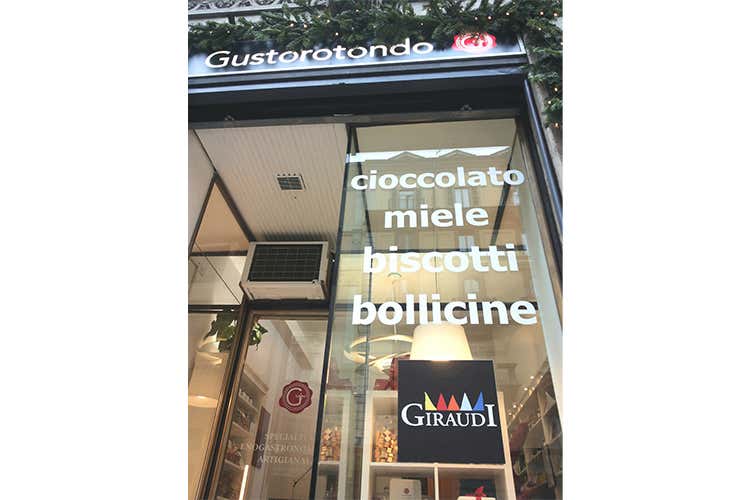 Gustorotondo
cioccolato
miele
biscotti
bollicine
GIRAUDI
G